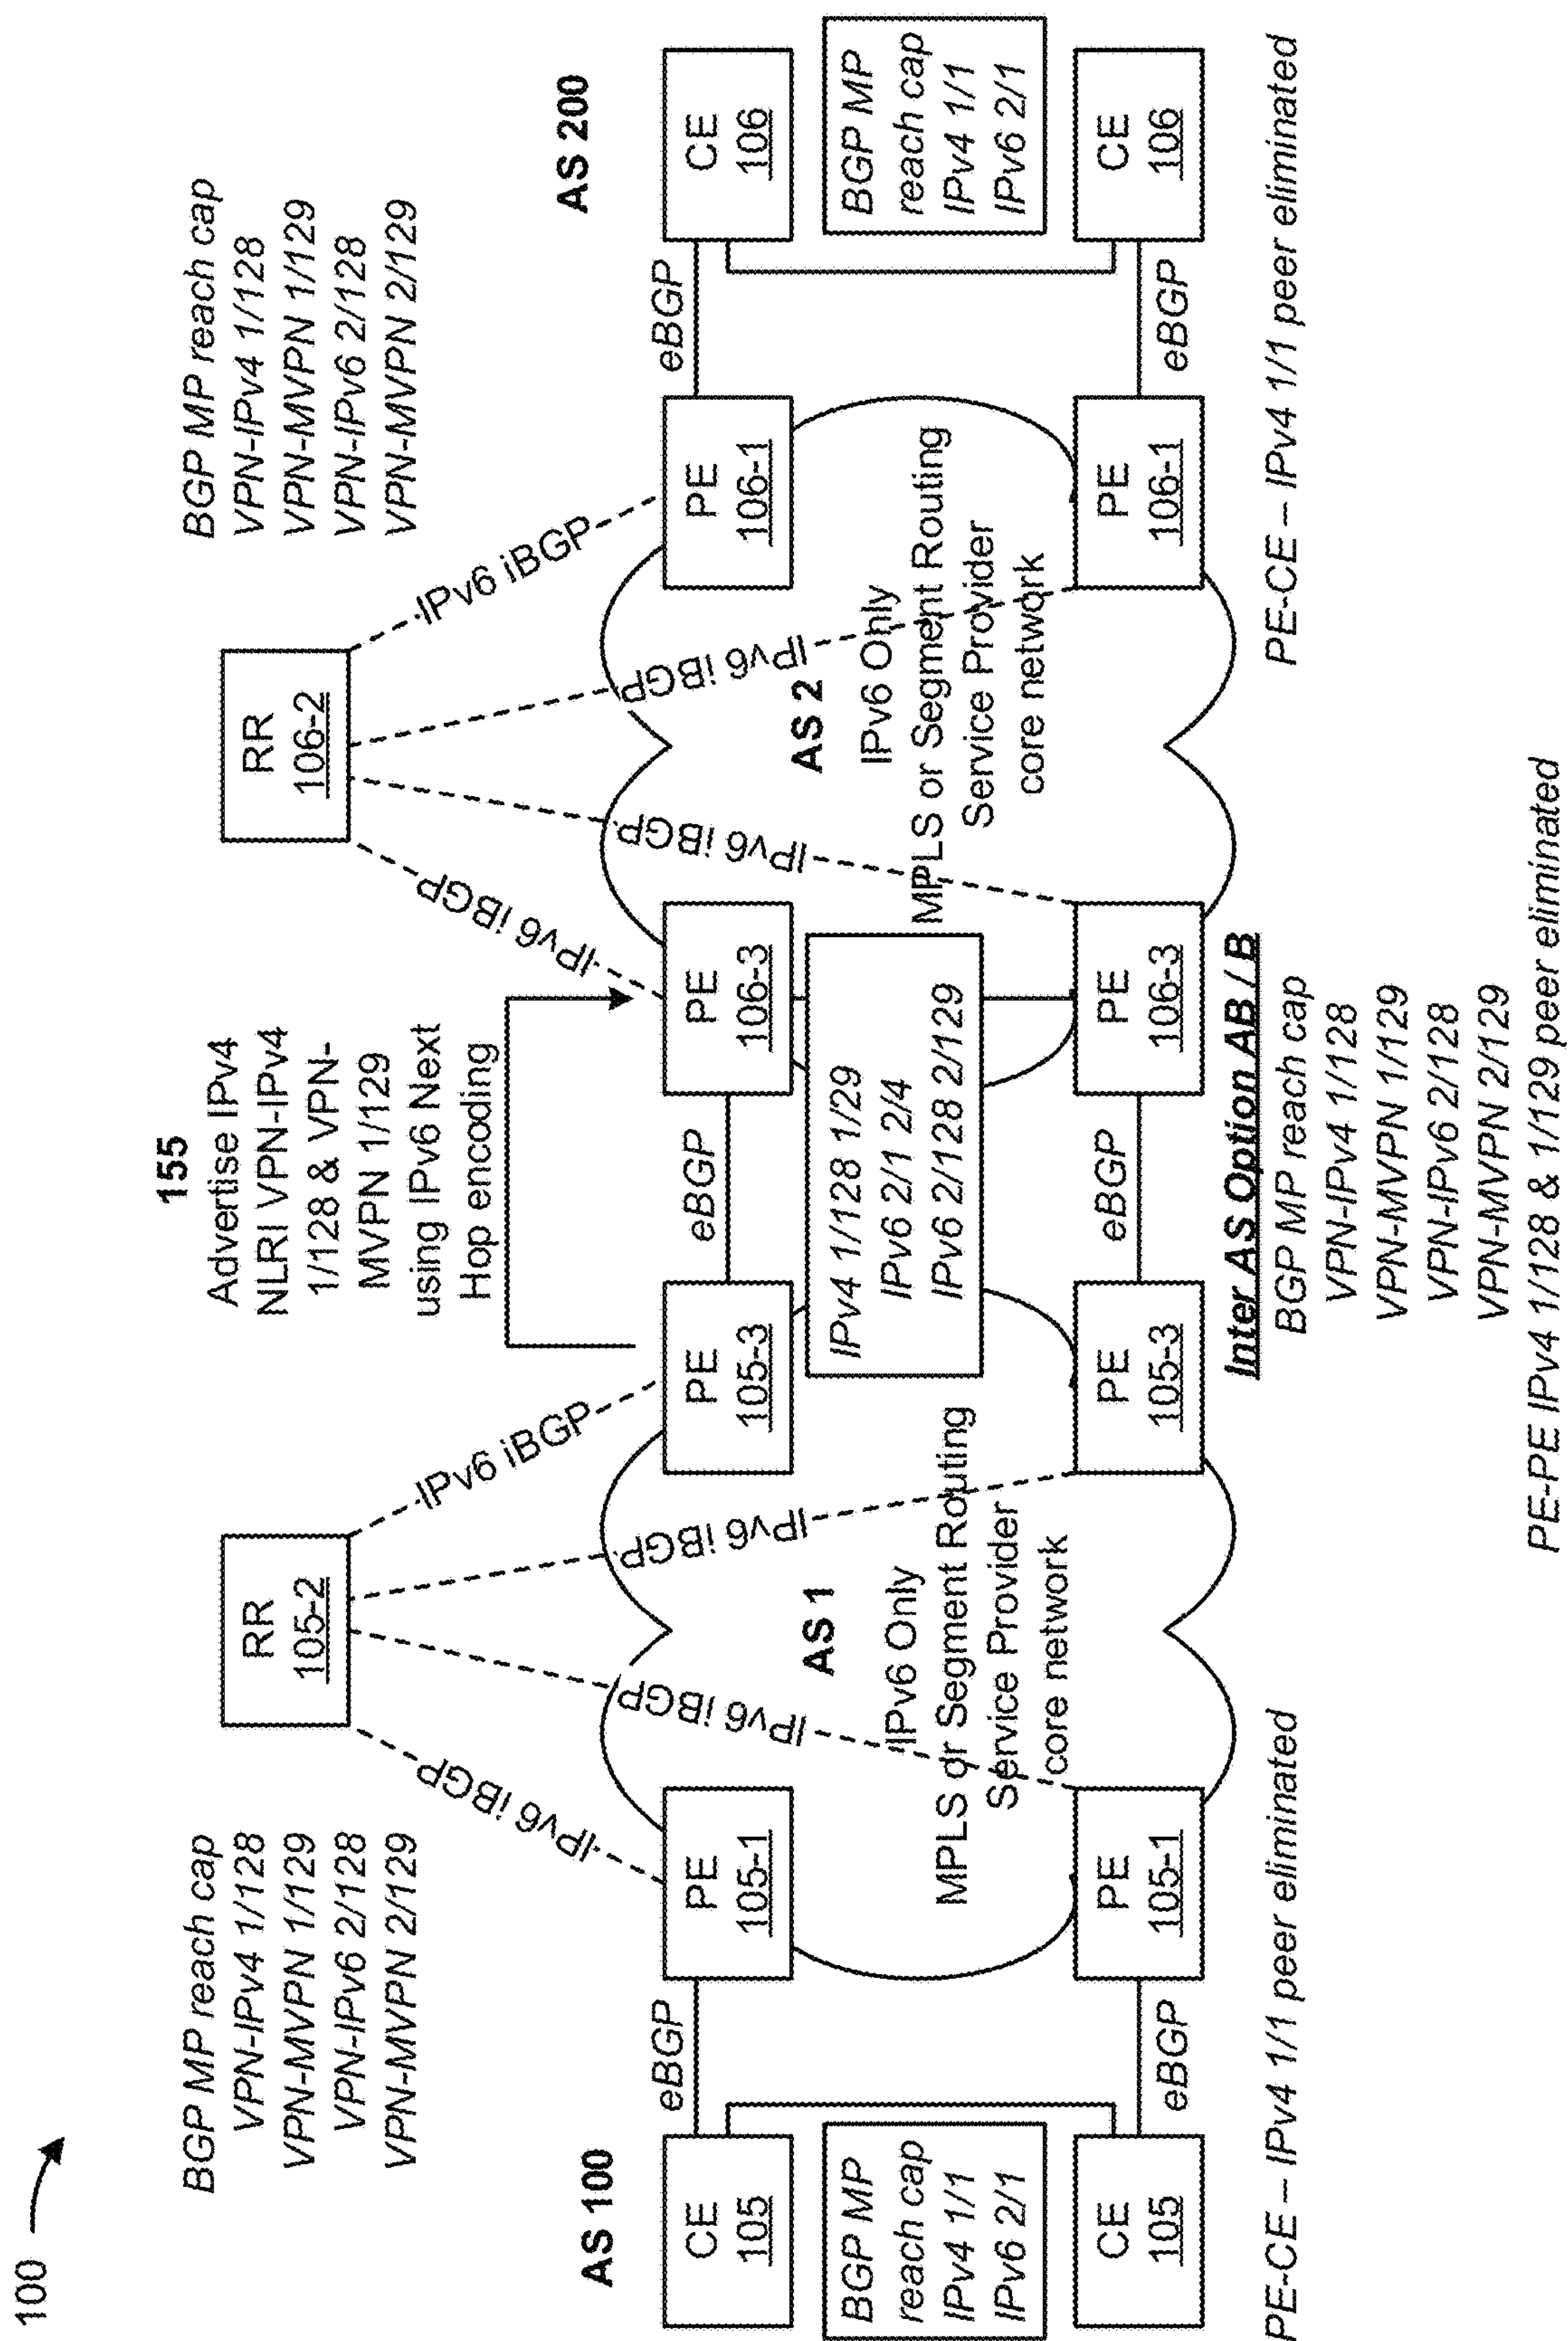 100
155
Advertise IPv4
NLRI VPN-IPv4
1/128 & VPN-
MVPN 1/129
using IPv6 Next
Hop encoding
BGP MP reach cap
VPN-IPv4 1/128
VPN-MVPN 1/129
VPN-IPv6 2/128
VPN-MVPN 2/129
RR
105-2
RR
106-2
BGP MP reach cap
VPN-IPv4 1/128
VPN-MVPN 1/129
VPN-IPv6 2/128
VPN-MVPN 2/129
IPv6 iBGP
IPv6 iBGP
IPv6 iBGP
IPv6 iBGP
IPv6 iBGP
IPv6 iBGP
IPv6 iBGP
IPv6 iBGP
AS 100
AS 200
CE
105
eBGP
PE
105-1
PE
105-3
eBGP
PE
106-3
PE
106-1
eBGP
CE
106
BGP MP
reach cap
IPv4 1/1
IPv6 2/1
AS 1
IPv6 Only
MPLS or Segment Routing
Service Provider
core network
IPv4 1/128 1/29
IPv6 2/1 2/4
IPv6 2/128 2/129
AS 2
IPv6 Only
MPLS or Segment Routing
Service Provider
core network
BGP MP
reach cap
IPv4 1/1
IPv6 2/1
CE
105
eBGP
PE
105-1
PE
105-3
eBGP
PE
106-3
PE
106-1
eBGP
CE
106
Inter AS Option AB / B
PE-CE – IPv4 1/1 peer eliminated
BGP MP reach cap
VPN-IPv4 1/128
VPN-MVPN 1/129
VPN-IPv6 2/128
VPN-MVPN 2/129
PE-CE – IPv4 1/1 peer eliminated
PE-PE IPv4 1/128 & 1/129 peer eliminated